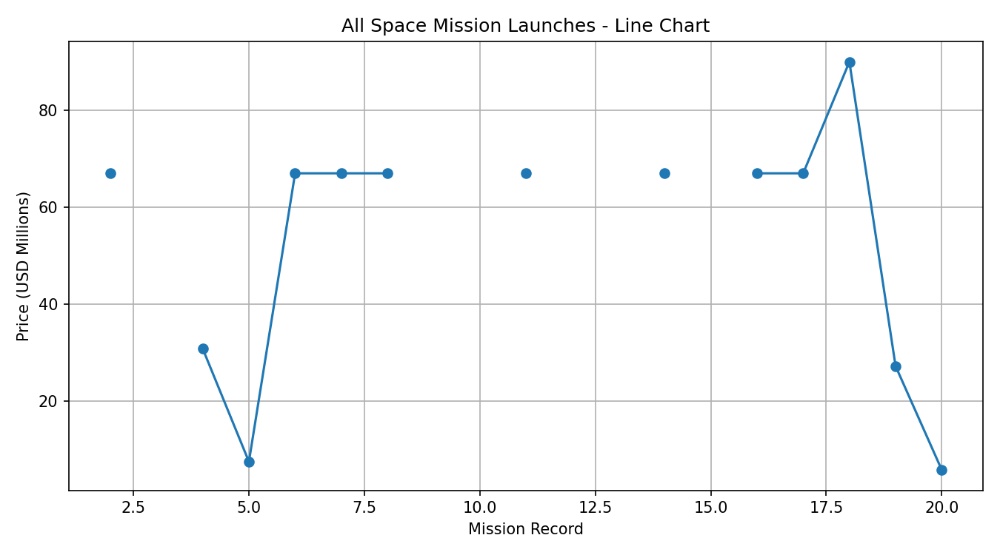 All Space Mission Launches - Line Chart
Price (USD Millions)
80
60
40
20
2.5 5.0 7.5 10.0 12.5 15.0 17.5 20.0
Mission Record